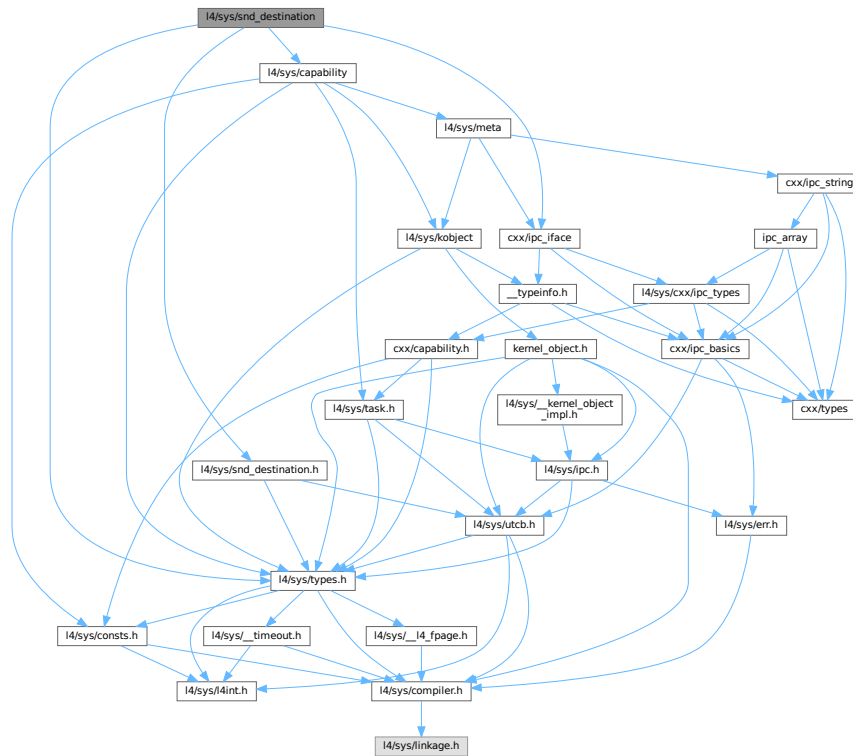 l4/sys/snd_destination
l4/sys/capability
l4/sys/meta
cxx/ipc_string
l4/sys/kobject
cxx/ipc_iface
ipc_array
__typeinfo.h
l4/sys/cxx/ipc_types
cxx/capability.h
kernel_object.h
cxx/ipc_basics
l4/sys/task.h
l4/sys/__kernel_object
_impl.h
cxx/types
l4/sys/snd_destination.h
l4/sys/ipc.h
l4/sys/utcb.h
l4/sys/err.h
l4/sys/types.h
l4/sys/consts.h
l4/sys/__timeout.h
l4/sys/__l4_fpage.h
l4/sys/l4int.h
l4/sys/compiler.h
l4/sys/linkage.h